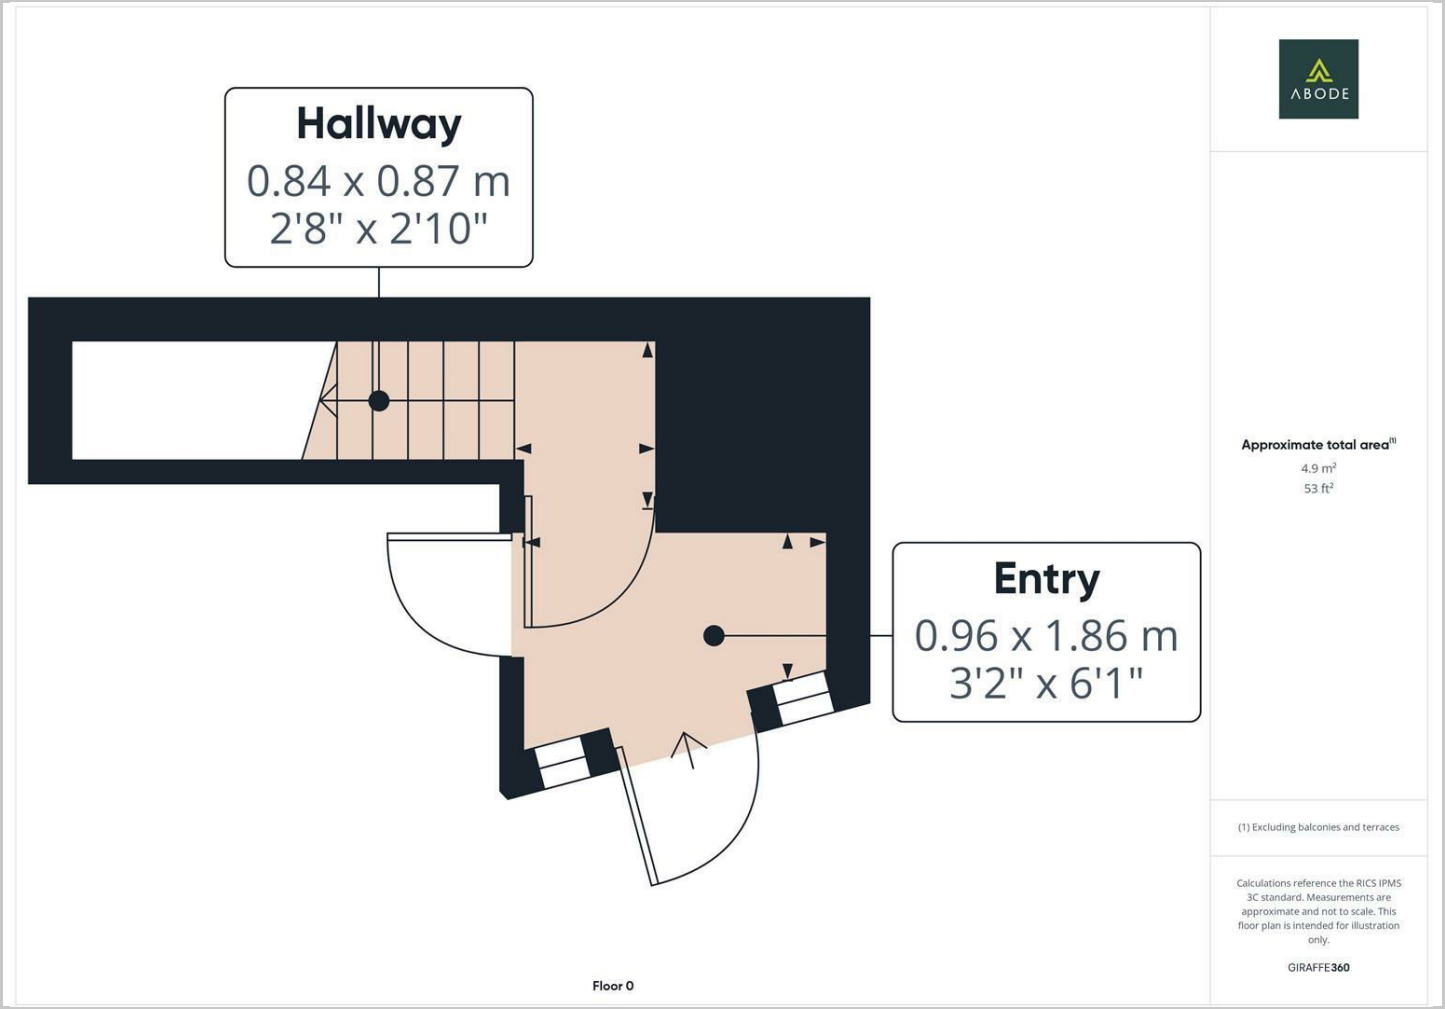 Hallway
0.84 x 0.87 m
2'8" x 2'10"
Entry
0.96 x 1.86 m
3'2" x 6'1"
Floor 0
ABODE
Approximate total area(1)
4.9 m²
53 ft²
(1) Excluding balconies and terraces
Calculations reference the RICS IPMS
3C standard. Measurements are
approximate and not to scale. This
floor plan is intended for illustration
only.
GIRAFFE360